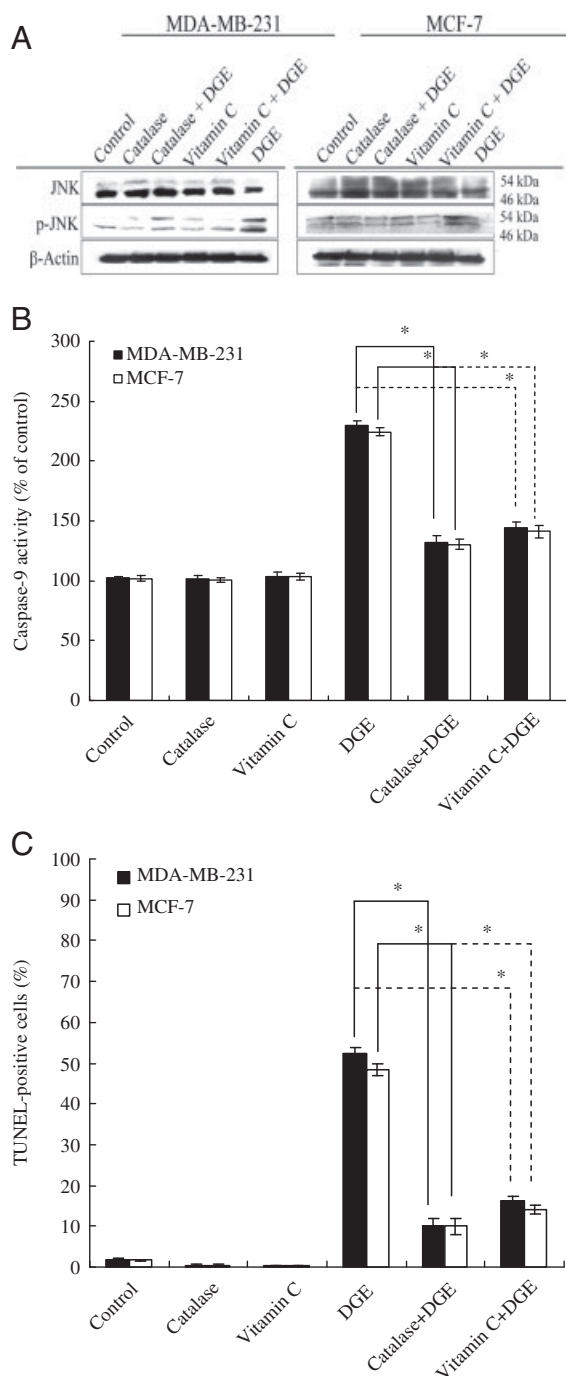 A
MDA-MB-231
MCF-7
Control
Catalase
Catalase + DGE
Vitamin C
Vitamin C + DGE
DGE
Control
Catalase
Catalase + DGE
Vitamin C
Vitamin C + DGE
DGE
JNK
54 kDa
46 kDa
p-JNK
54 kDa
46 kDa
β-Actin
B
Caspase-9 activity (% of control)
300
250
200
150
100
50
0
MDA-MB-231
MCF-7
*
*
*
*
Control
Catalase
Vitamin C
DGE
Catalase+DGE
Vitamin C+DGE
C
TUNEL-positive cells (%)
100
90
80
70
60
50
40
30
20
10
0
MDA-MB-231
MCF-7
*
*
*
*
Control
Catalase
Vitamin C
DGE
Catalase+DGE
Vitamin C+DGE